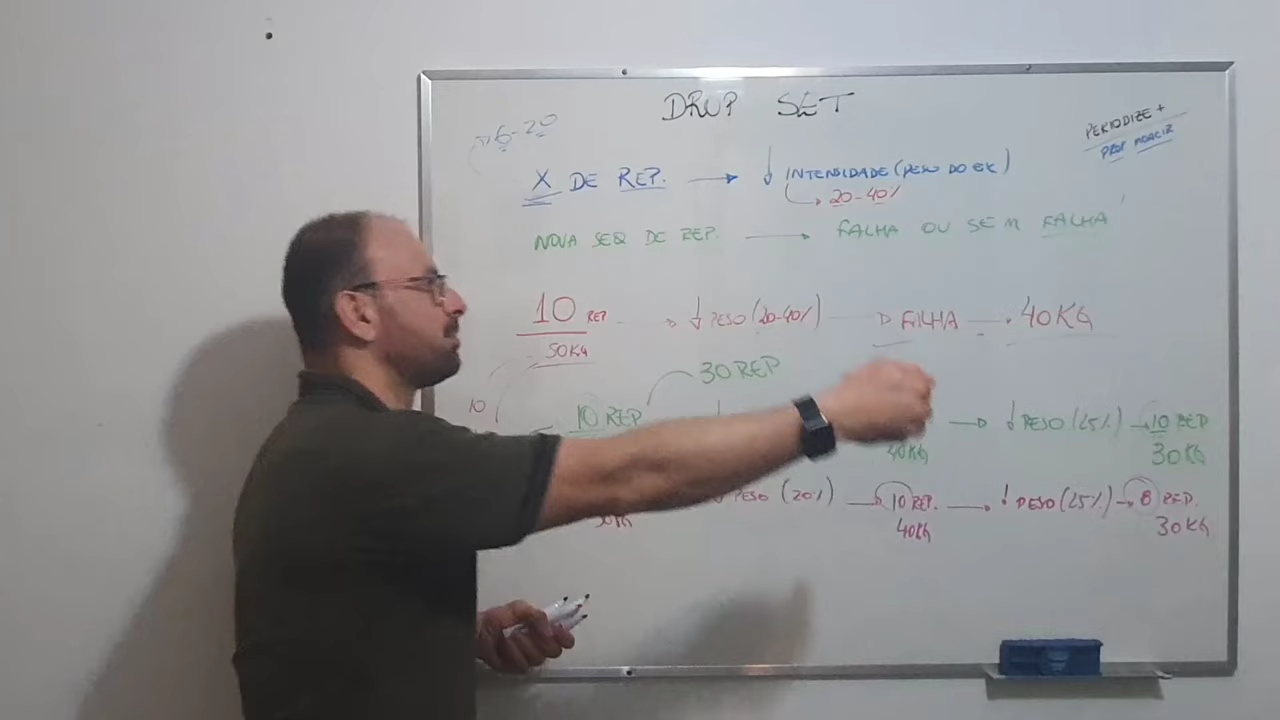 DROP SET
PERIODIZE +
PROF MOACIR
6-20
X DE REP. → ↓ INTENSIDADE (PESO DO EX)
→ 20-40%
NOVA SEQ DE REP. → FALHA OU SEM FALHA
10 REP → ↓ PESO (20-40%) → FALHA → 40KG
50KG
30 REP
10
10 REP
→ ↓ PESO (25%) → 10 REP
40KG
30KG
↓ PESO (20%) → 10 REP. → ↓ PESO (25%) → 8 REP.
50KG
40KG
30KG